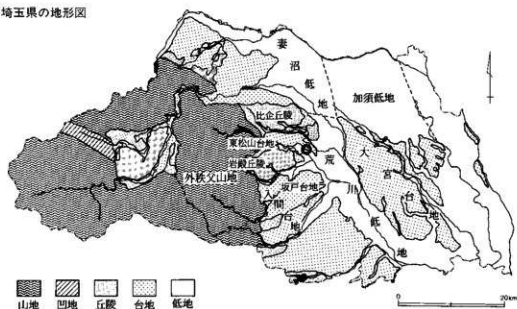 埼玉県の地形図
妻沼低地
加須低地
比企丘陵
東松山台地
岩殿丘陵
外秩父山地
荒川低地
大宮台地
坂戸台地
入間台地
山地
凹地
丘陵
台地
低地
0
20km